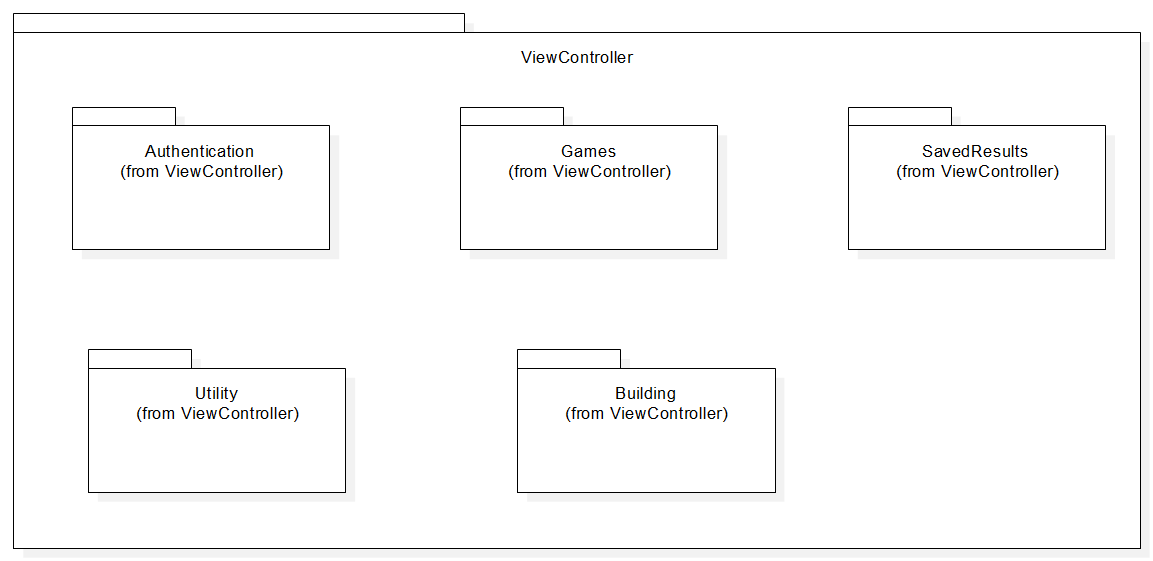 ViewController
Authentication
(from ViewController)
Games
(from ViewController)
SavedResults
(from ViewController)
Utility
(from ViewController)
Building
(from ViewController)